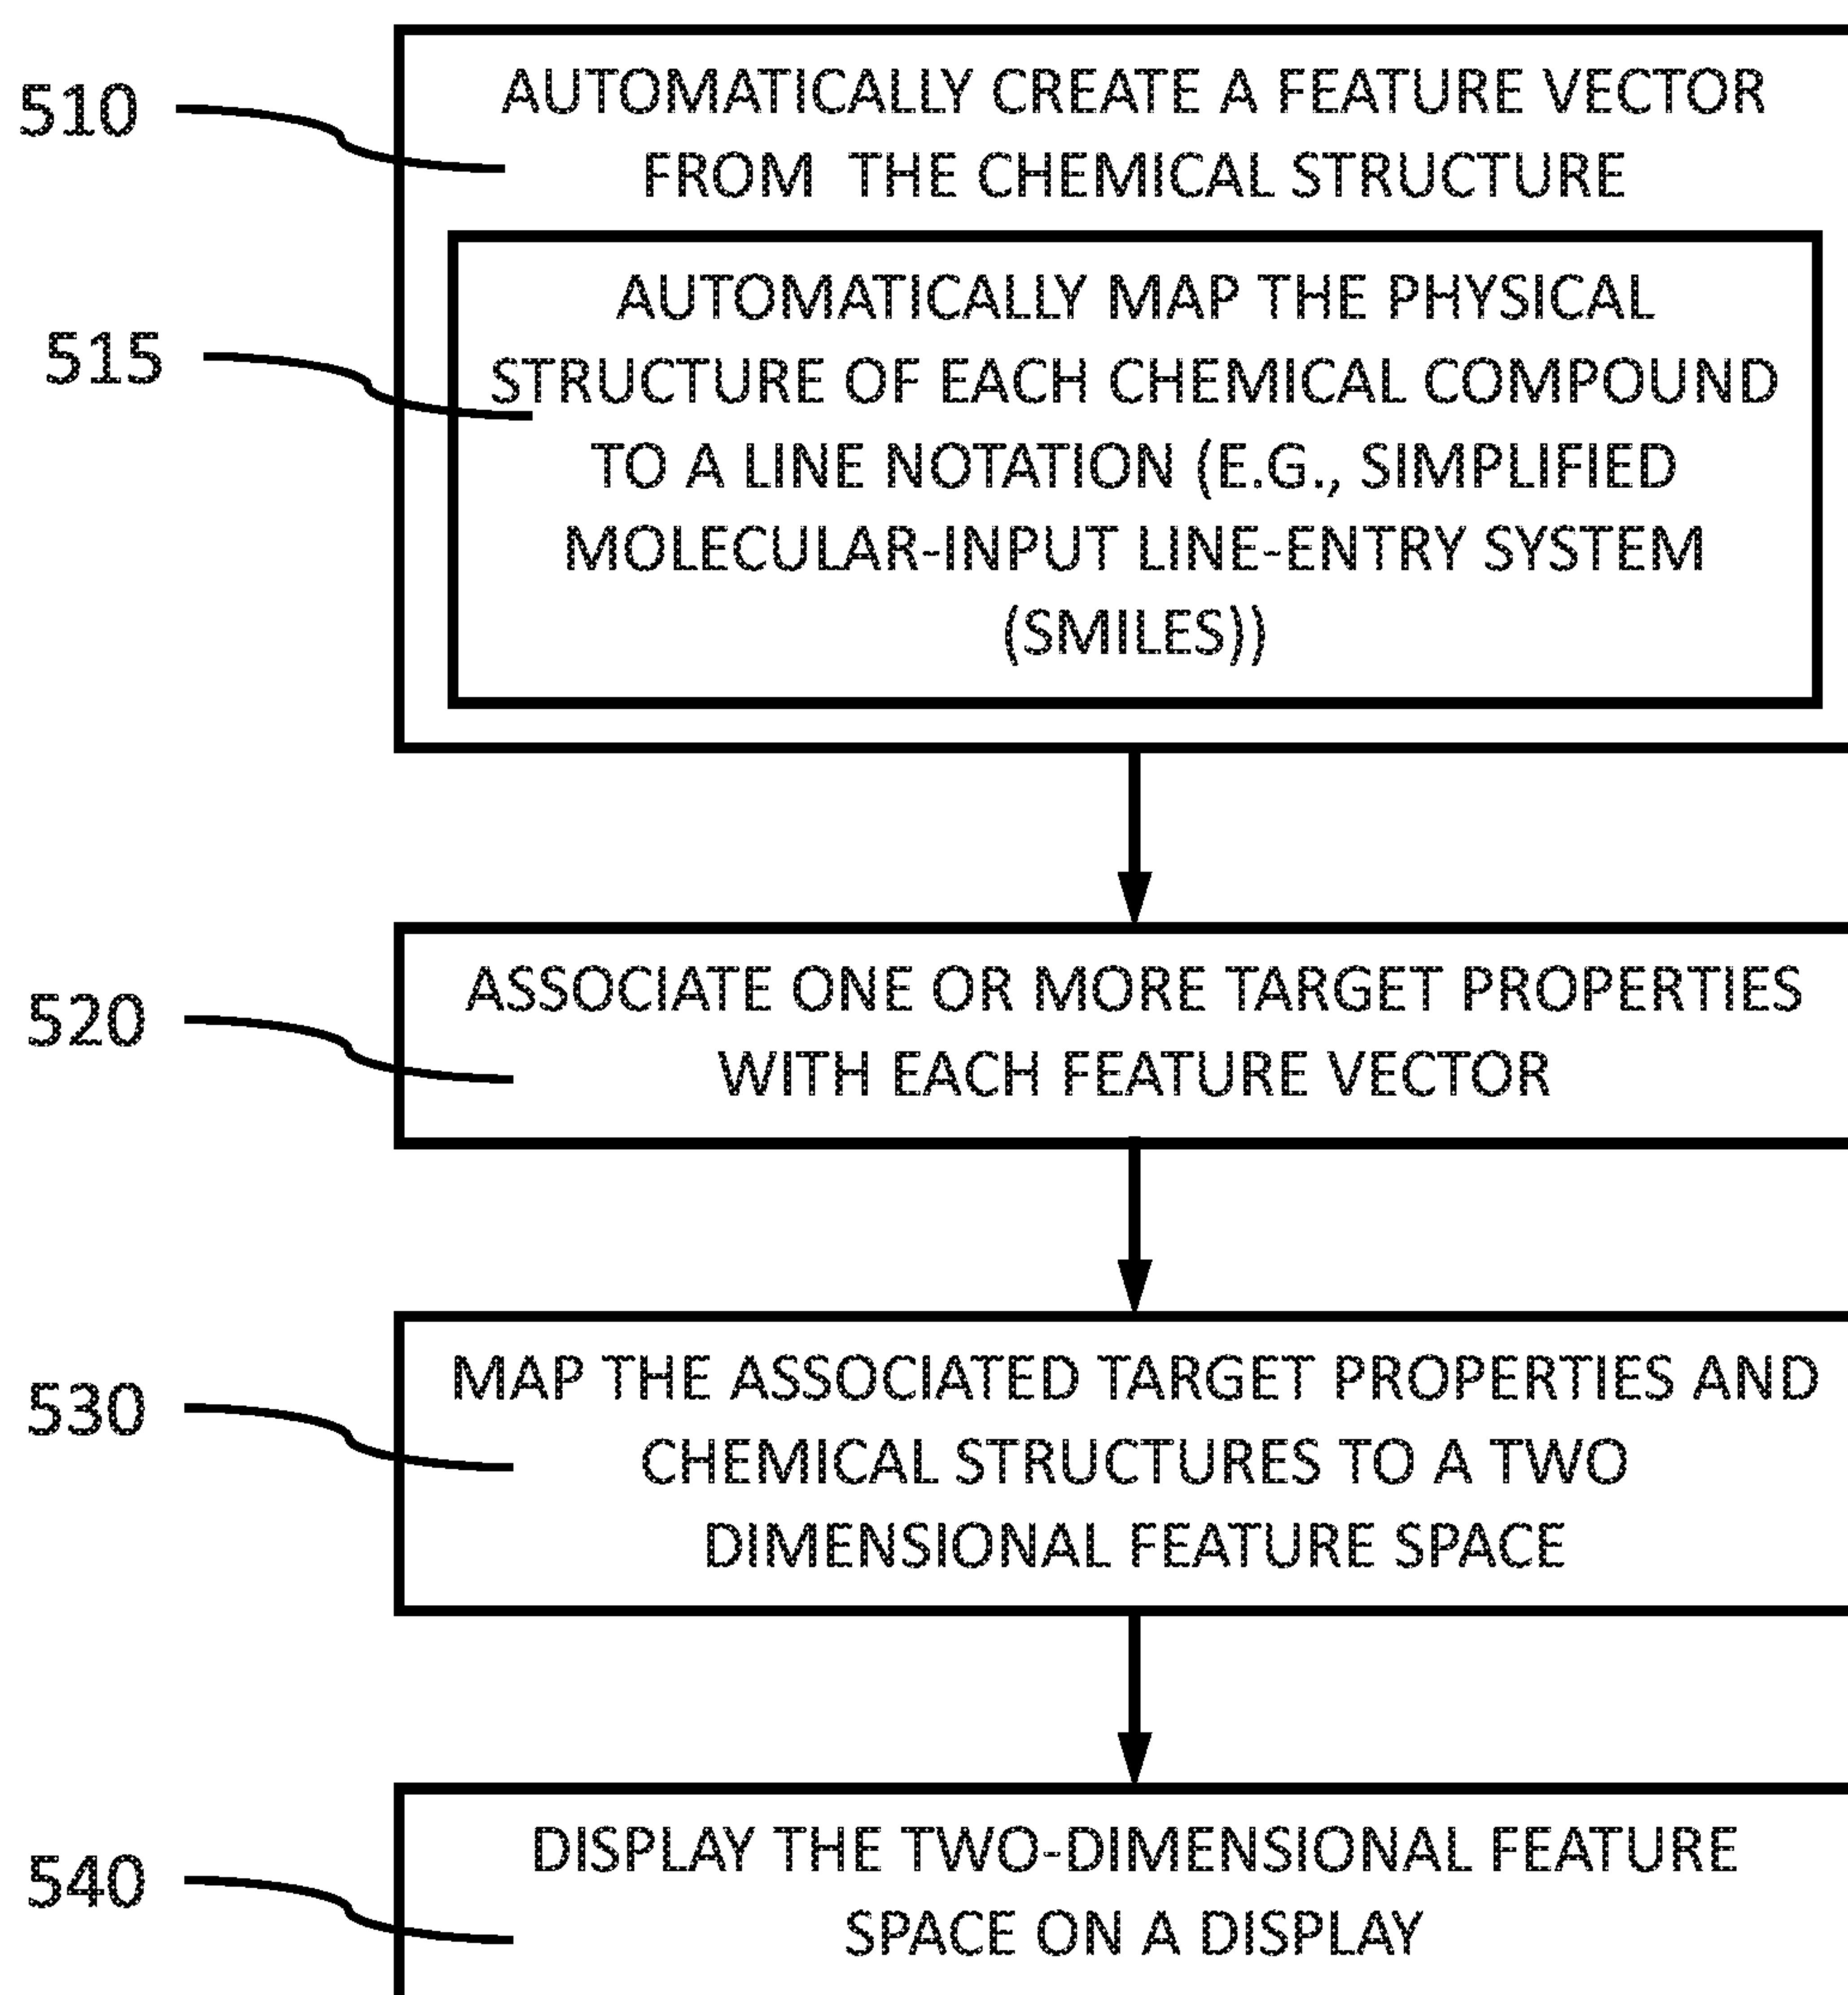 510
AUTOMATICALLY CREATE A FEATURE VECTOR
FROM THE CHEMICAL STRUCTURE
515
AUTOMATICALLY MAP THE PHYSICAL
STRUCTURE OF EACH CHEMICAL COMPOUND
TO A LINE NOTATION (E.G., SIMPLIFIED
MOLECULAR-INPUT LINE-ENTRY SYSTEM
(SMILES))
520
ASSOCIATE ONE OR MORE TARGET PROPERTIES
WITH EACH FEATURE VECTOR
530
MAP THE ASSOCIATED TARGET PROPERTIES AND
CHEMICAL STRUCTURES TO A TWO
DIMENSIONAL FEATURE SPACE
540
DISPLAY THE TWO-DIMENSIONAL FEATURE
SPACE ON A DISPLAY